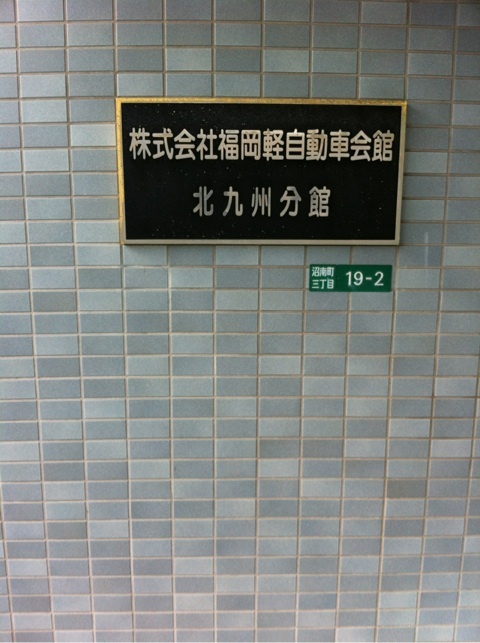 株式会社福岡軽自動車会館
北九州分館
沼南町
三丁目 19-2